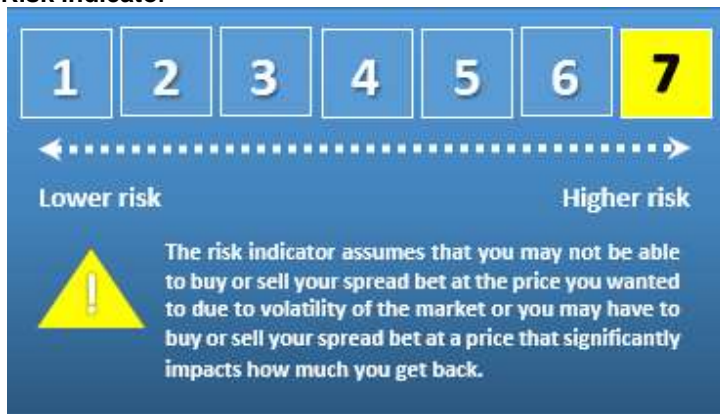 Risk Indicator
1 2 3 4 5 6 7
Lower risk Higher risk
!
The risk indicator assumes that you may not be able
to buy or sell your spread bet at the price you wanted
to due to volatility of the market or you may have to
buy or sell your spread bet at a price that significantly
impacts how much you get back.